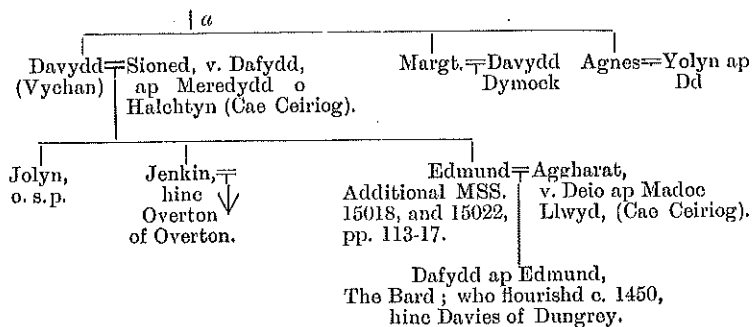 a
Davydd Sioned, v. Dafydd, Margt. Davydd Agnes Yolyn ap
(Vychan) ap Meredydd o Dymock Dd
Halchtyn (Cae Ceiriog).
Jolyn, Jenkin, Edmund Aggharat,
o. s.p. hinc Additional MSS. v. Deio ap Madoc
Overton 15018, and 15022, Llwyd, (Cae Ceiriog).
of Overton. pp. 113-17.
Dafydd ap Edmund,
The Bard ; who flourishd c. 1450,
hinc Davies of Dungrey.